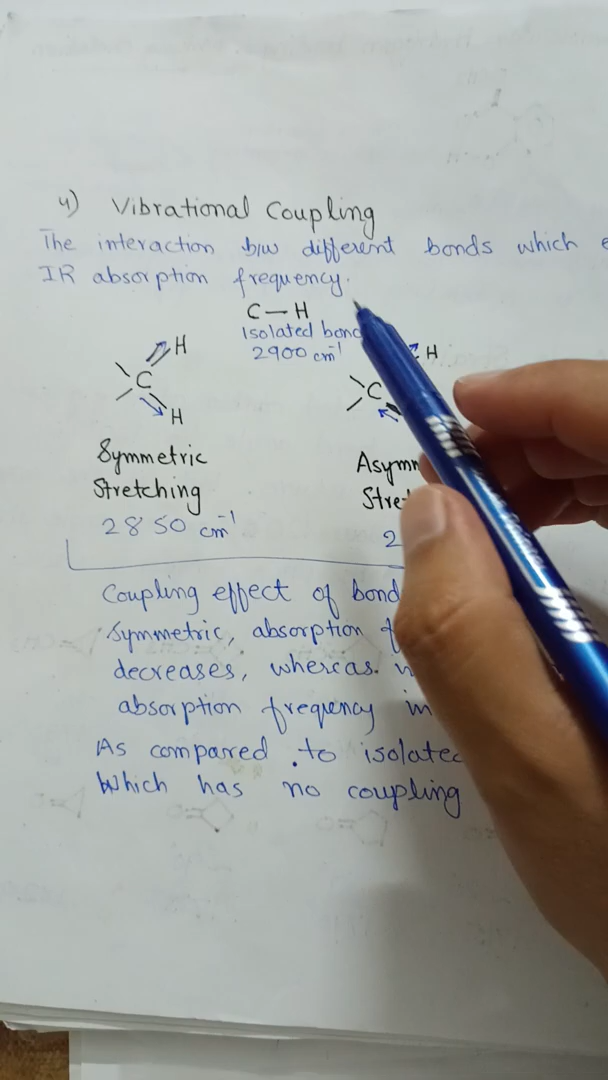 4) Vibrational Coupling
The interaction b/w different bonds which
IR absorption frequency.
C—H
Isolated bond
2900 cm⁻¹
H
C
H
Symmetric
Stretching
2850 cm⁻¹
H
C
Asymm
Stre
2
Coupling effect of bond
symmetric, absorption f
decreases, whereas
absorption frequency in
As compared to isolated
Which has no coupling